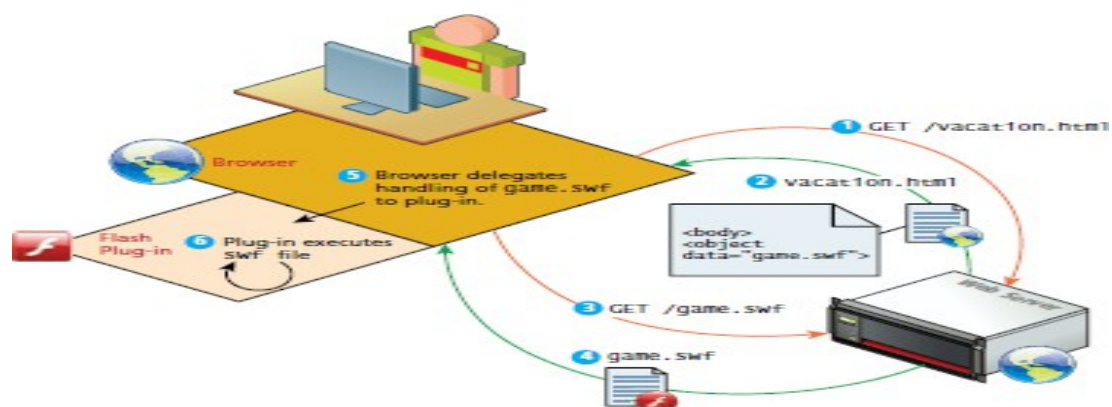 1 GET /vacation.html
Browser
5 Browser delegates
handling of game.swf
to plug-in.
2 vacation.html
<body>
<object
data="game.swf">
Flash
Plug-in
6 Plug-in executes
swf file
Web Server
3 GET /game.swf
4 game.swf